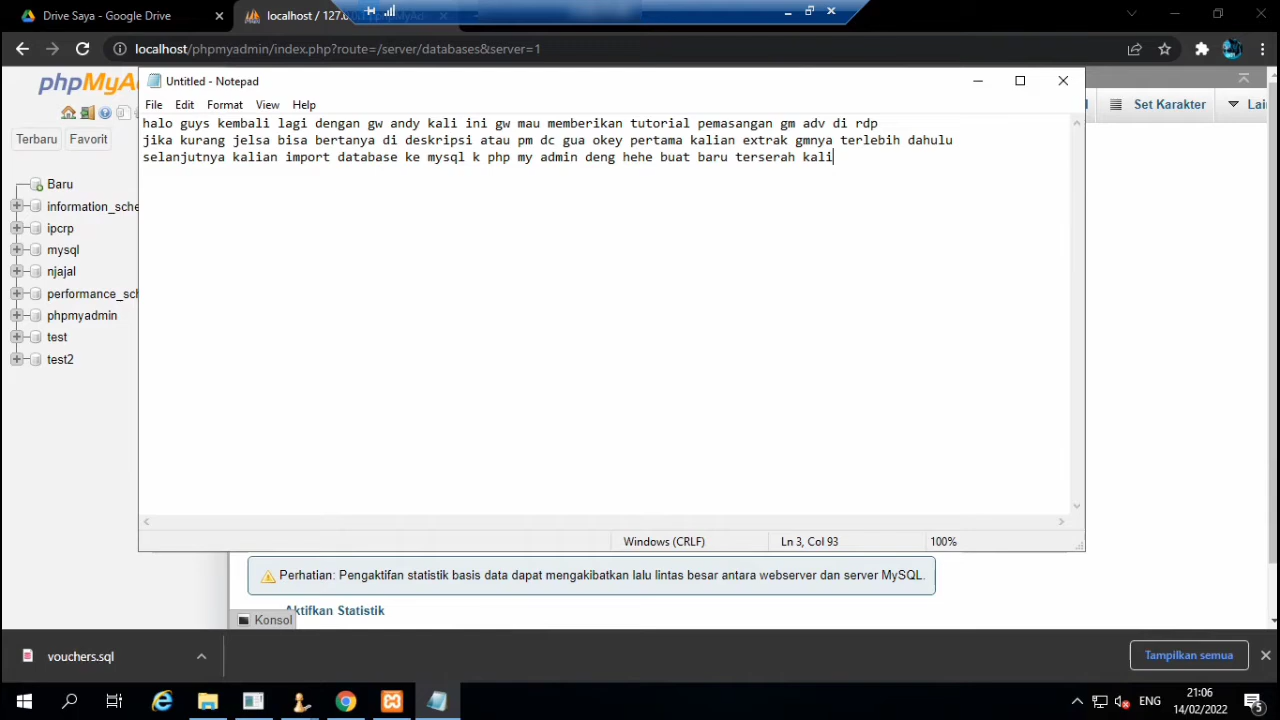 Drive Saya - Google Drive
localhost / 127.0
localhost/phpmyadmin/index.php?route=/server/databases&server=1
phpMyAd
Untitled - Notepad
File Edit Format View Help
Set Karakter
Terbaru Favorit
halo guys kembali lagi dengan gw andy kali ini gw mau memberikan tutorial pemasangan gm adv di rdp
jika kurang jelsa bisa bertanya di deskripsi atau pm dc gua okey pertama kalian extrak gmnya terlebih dahulu
selanjutnya kalian import database ke mysql k php my admin deng hehe buat baru terserah kali
Baru
information_sche
ipcrp
mysql
njajal
performance_sch
phpmyadmin
test
test2
Windows (CRLF) Ln 3, Col 93 100%
Perhatian: Pengaktifan statistik basis data dapat mengakibatkan lalu lintas besar antara webserver dan server MySQL.
Aktifkan Statistik
Konsol
vouchers.sql
Tampilkan semua
ENG
21:06
14/02/2022
5